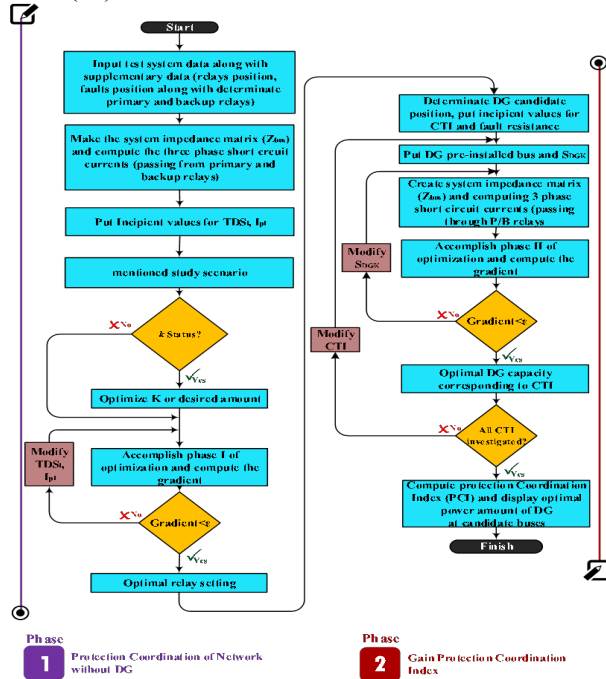 Start
Input test system data along with
supplementary data (relays position,
faults position along with determinate
primary and backup relays)
Make the system impedance matrix (Zbus)
and compute the three phase short crcuit
currents (passing from primary and
backup relays)
Put Incipient values for TDSi, Ipi
mentioned study scenario
k Status?
No
Yes
Optimize K or desired amount
Modify
TDSi,
Ipi
Accomplish phase I of
optimization and compute the
gradient
No
Gradient<ε
Yes
Optimal relay setting
Determinate DG candidate
position, put incipient values for
CTI and fault resistance
Put DG pre-installed bus and SDGK
Create system impedance matrix
(Zbus) and computing 3 phase
short circuit currents (passing
through P/B relays
Modify
SDGK
Accomplish phase II of
optimization and compute the
gradient
No
Gradient<ε
Yes
Modify
CTI
Optimal DG capacity
corresponding to CTI
No
All CTI
investigated?
Yes
Compute protection Coordination
Index (PCI) and display optimal
power amount of DG
at candidate buses
Finish
Phase
1
Protection Coordination of Network
without DG
Phase
2
Gain Protection Coordination
Index